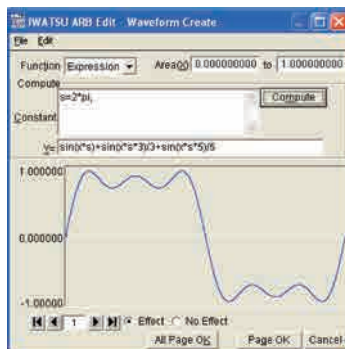 IWATSU ARB Edit - Waveform Create
File Edit
Function Expression Area(X) 0.000000000 to 1.000000000
Compute
s=2*pi, Compute
Constant
Y= sin(x*s)+sin(x*s*3)/3+sin(x*s*5)/5
1.000000
0.000000
-1.00000
1 Effect No Effect
All Page OK Page OK Cancel